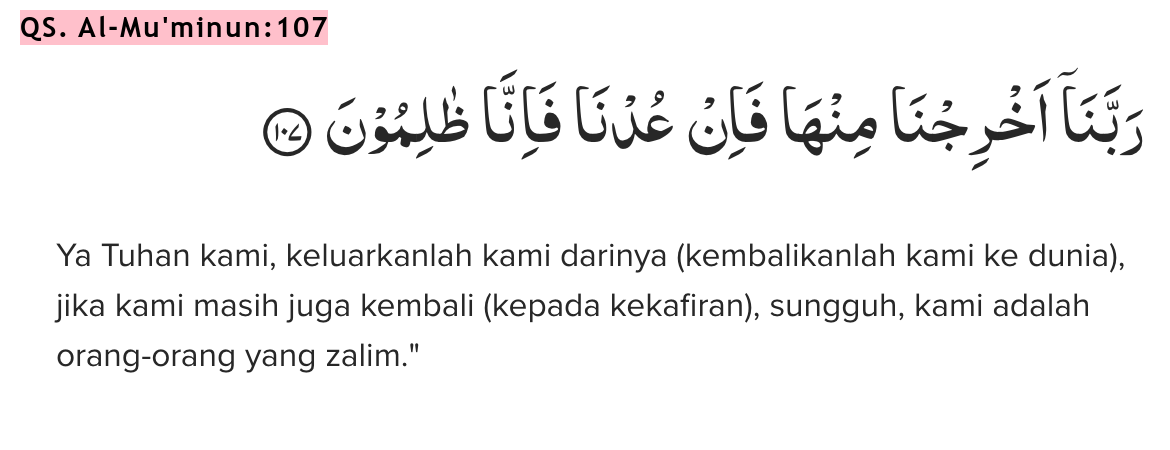 QS. Al-Mu'minun:107
رَبَّنَآ اَخْرِجْنَا مِنْهَا فَاِنْ عُدْنَا فَاِنَّا ظٰلِمُوْنَ ١٠٧
Ya Tuhan kami, keluarkanlah kami darinya (kembalikanlah kami ke dunia),
jika kami masih juga kembali (kepada kekafiran), sungguh, kami adalah
orang-orang yang zalim."